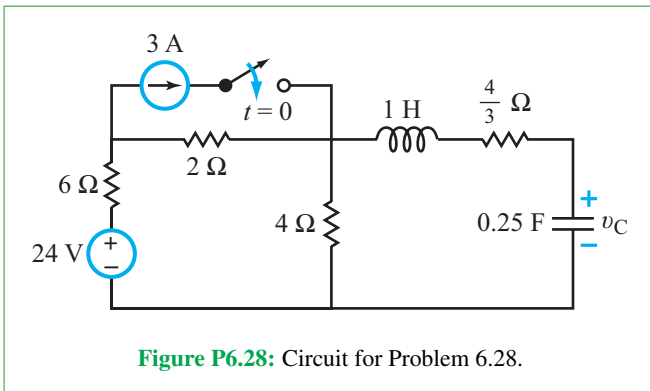 3 A
t = 0
1 H
4/3 Ω
2 Ω
6 Ω
4 Ω
0.25 F
+
υC
−
24 V
+
−
Figure P6.28: Circuit for Problem 6.28.